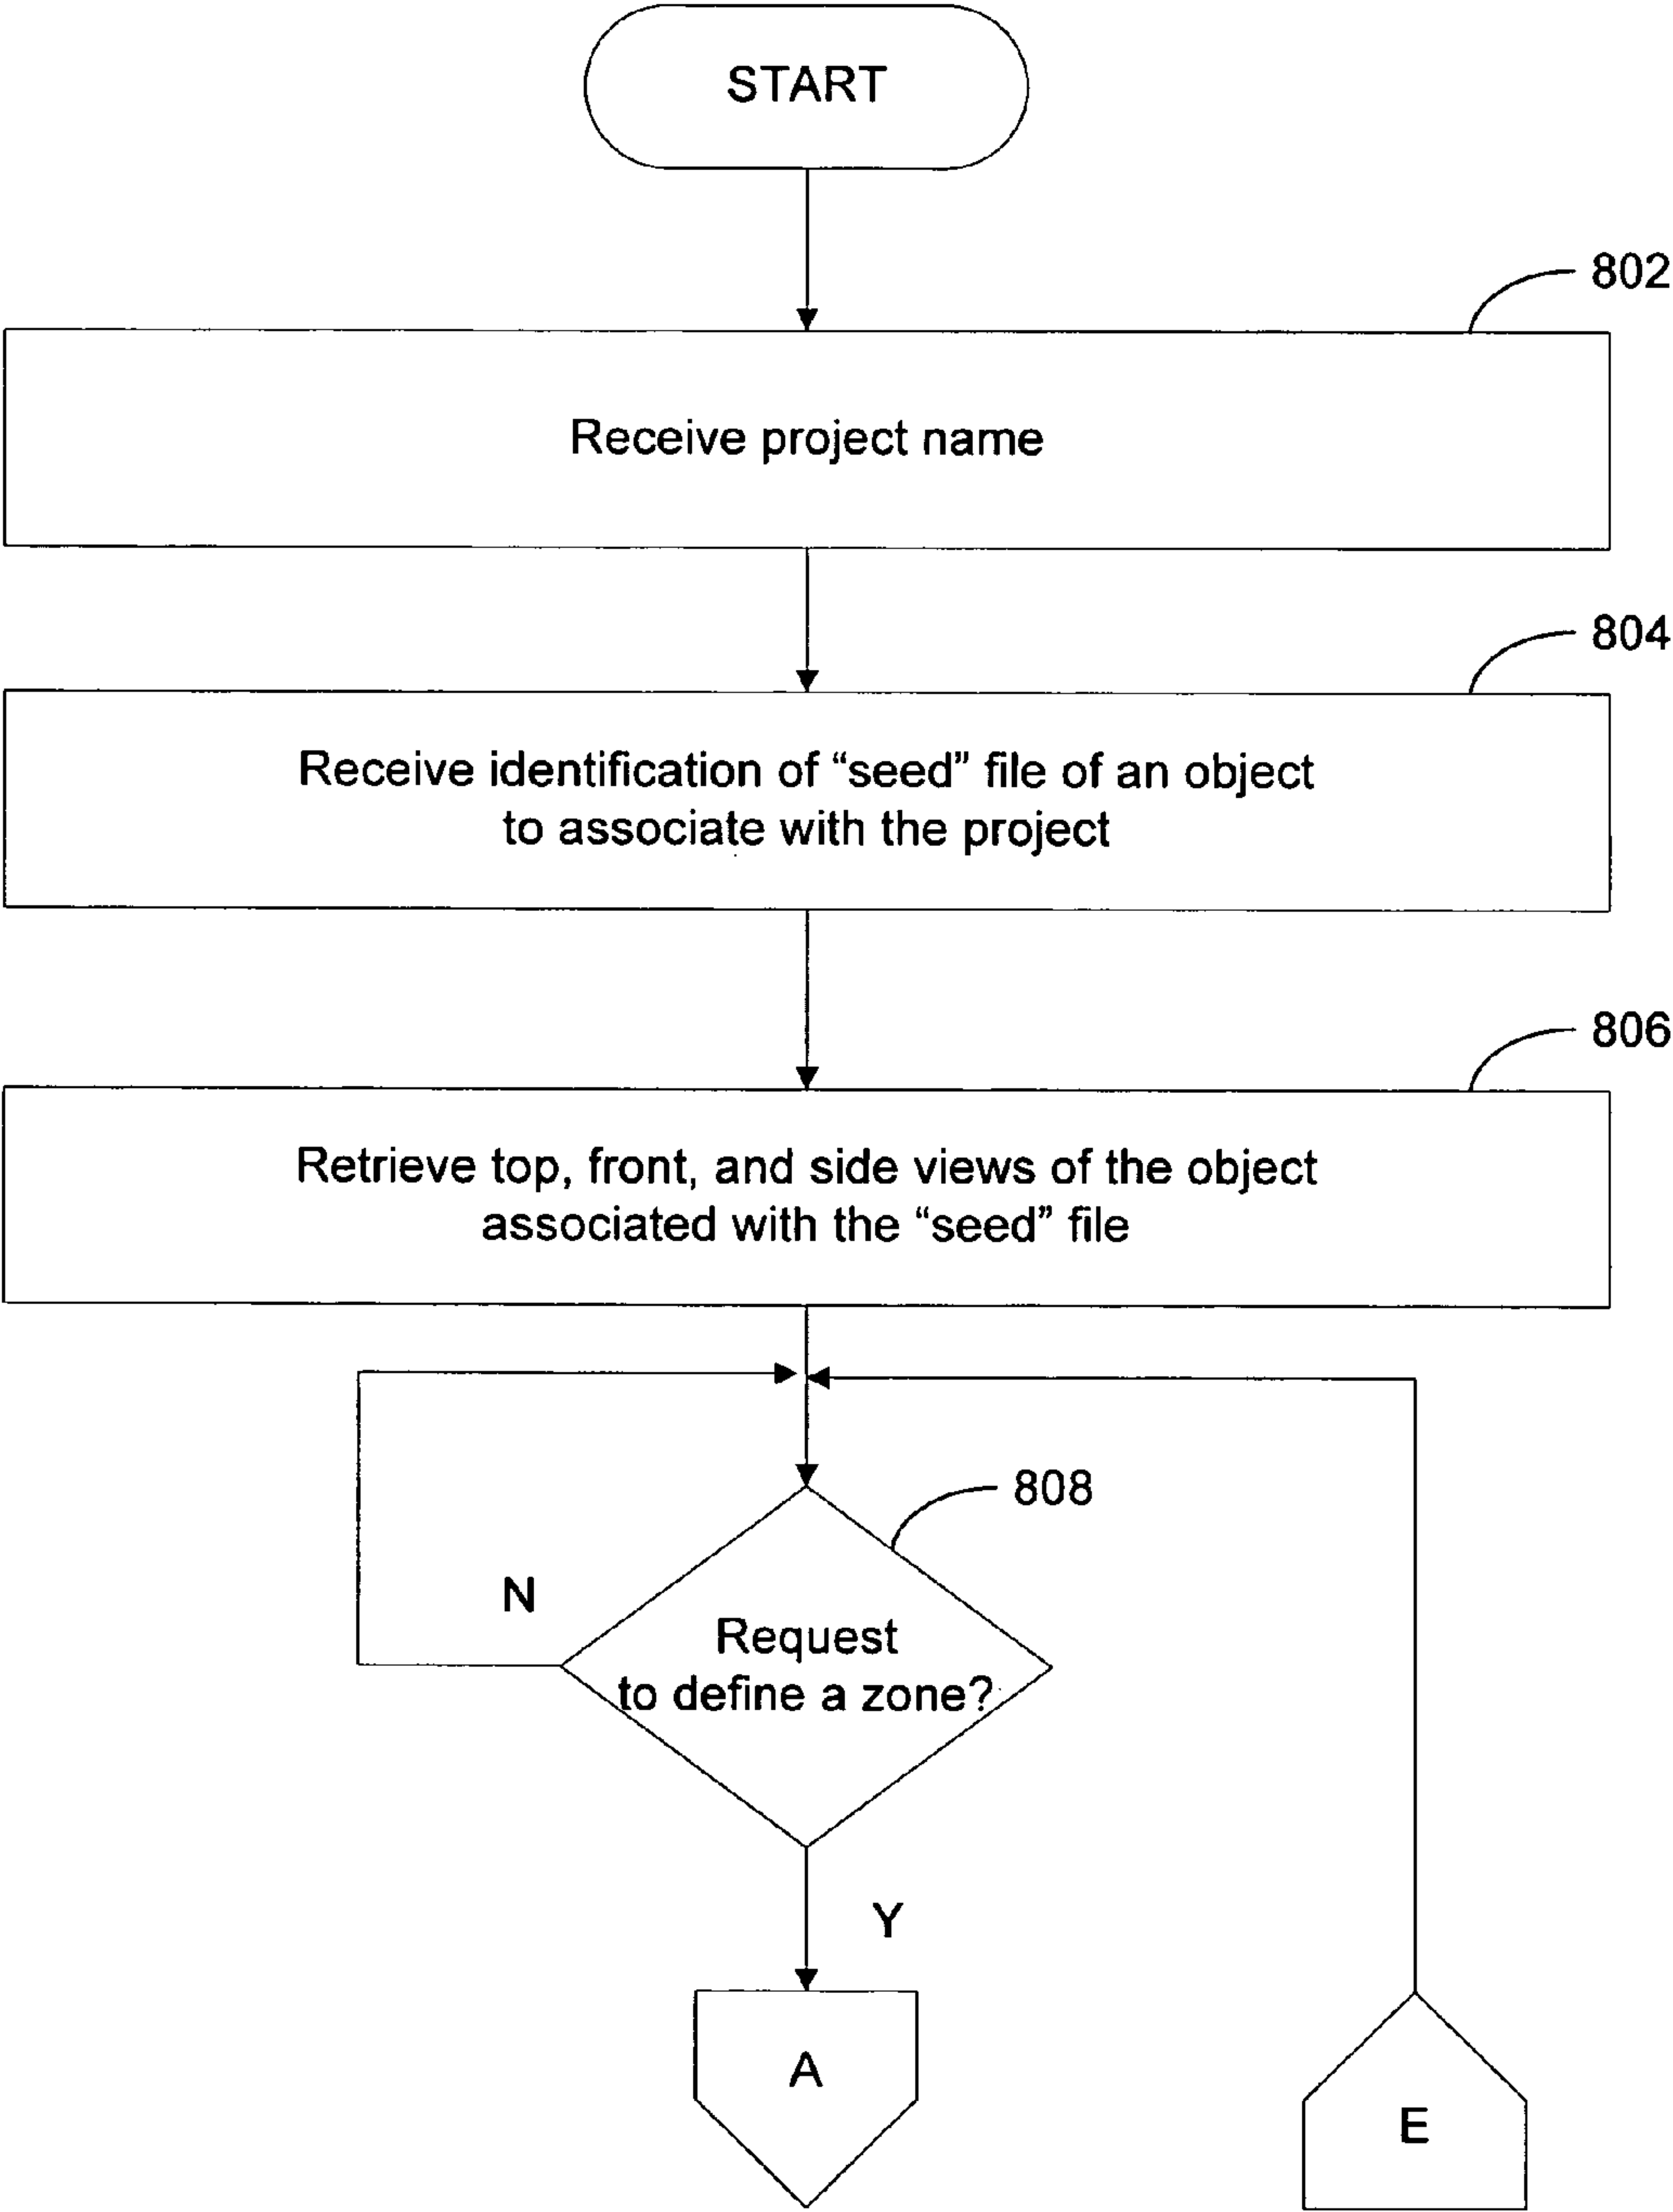 START
802
Receive project name
804
Receive identification of “seed” file of an object
to associate with the project
806
Retrieve top, front, and side views of the object
associated with the “seed” file
808
N
Request
to define a zone?
Y
A
E